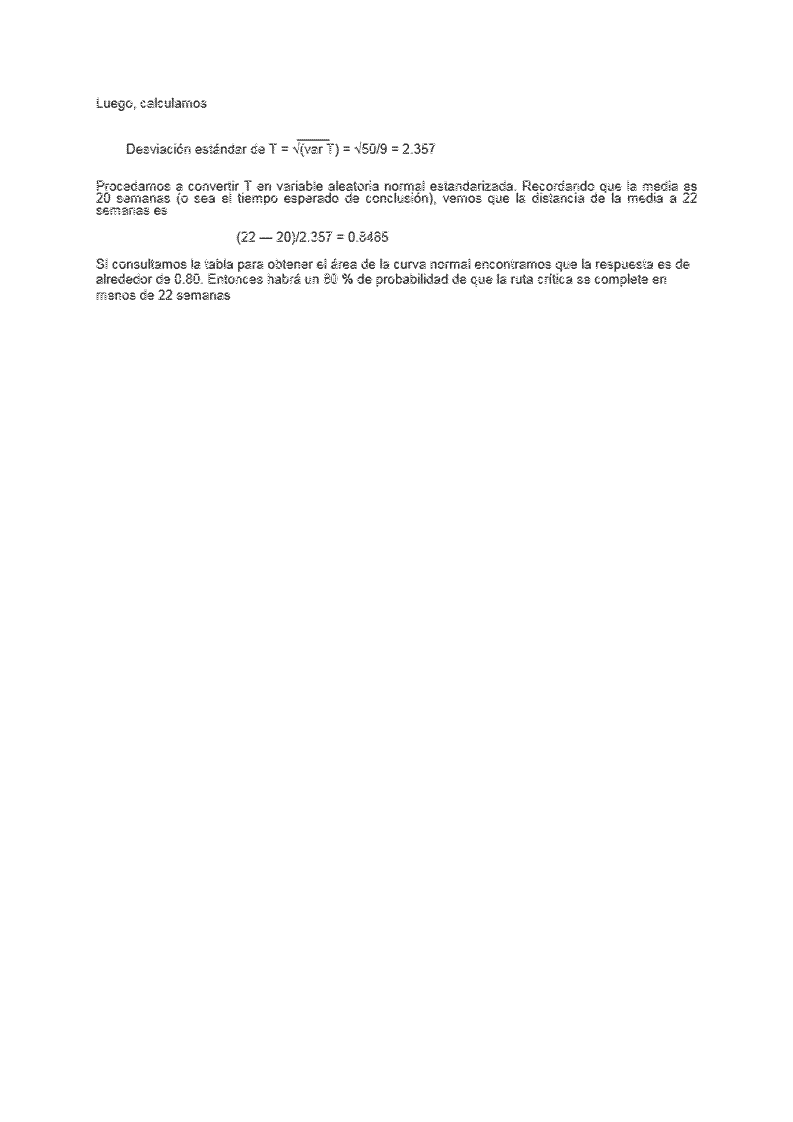 Luego, calculamos
Desviación estándar de T = √(var T) = √50/9 = 2.357
Procedamos a convertir T en variable aleatoria normal estandarizada. Recordando que la media es
20 semanas (o sea el tiempo esperado de conclusión), vemos que la distancia de la media a 22
semanas es
(22 — 20)/2.357 = 0.8485
Si consultamos la tabla para obtener el área de la curva normal encontramos que la respuesta es de
alrededor de 0.80. Entonces habrá un 80 % de probabilidad de que la ruta crítica se complete en
menos de 22 semanas